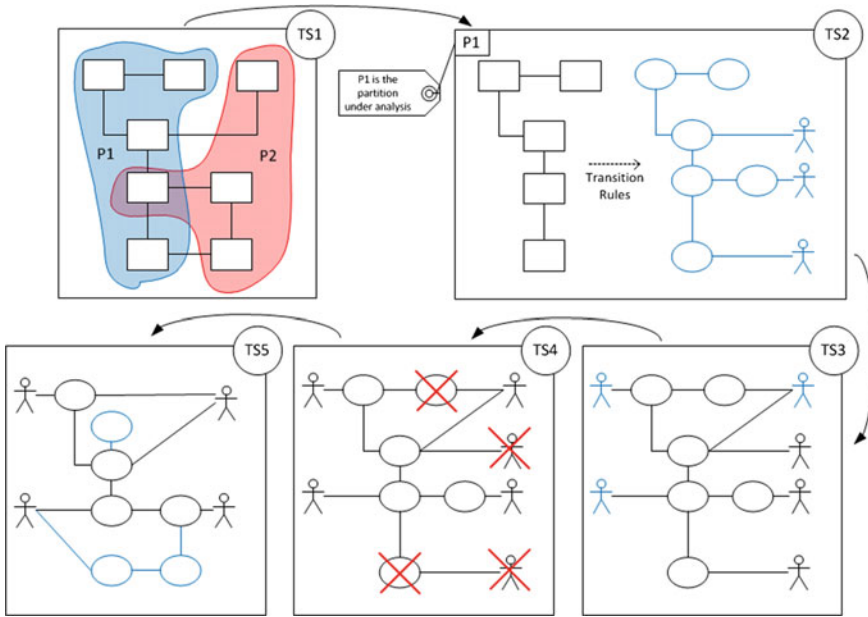 TS1
TS2
P1
P1 is the
partition
under analysis
P1
P2
Transition
Rules
TS5
TS4
TS3